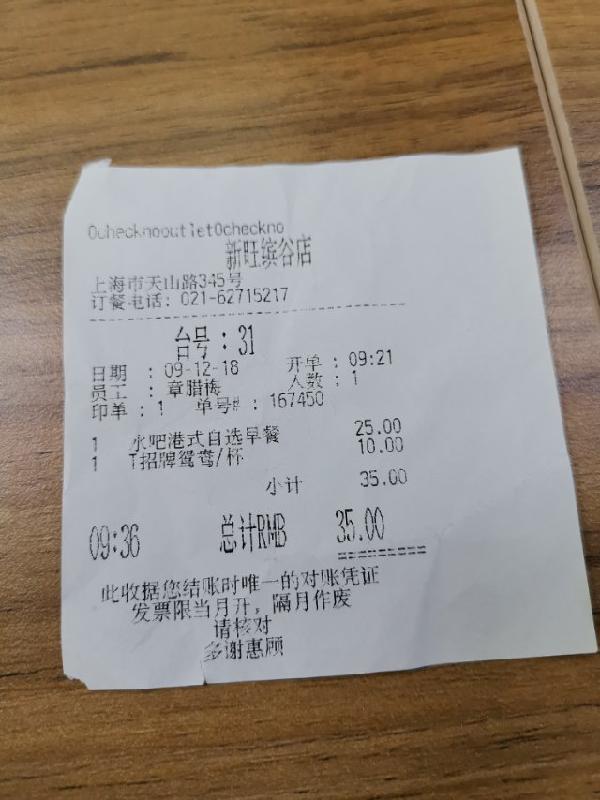 0checknooutlet0checkno
新旺缤谷店
上海市天山路345号
订餐电话: 021-62715217
台号 : 31
日期 : 09-12-18 开单 : 09:21
员工 : 章腊梅 人数 : 1
印单 : 1 单号# : 167450
1 水吧港式自选早餐 25.00
1 T招牌鸳鸯/杯 10.00
小计 35.00
09:36 总计RMB 35.00
此收据您结账时唯一的对账凭证
发票限当月开, 隔月作废
请核对
多谢惠顾